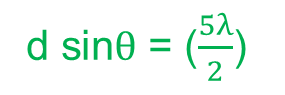 d sinθ = (5λ/2)